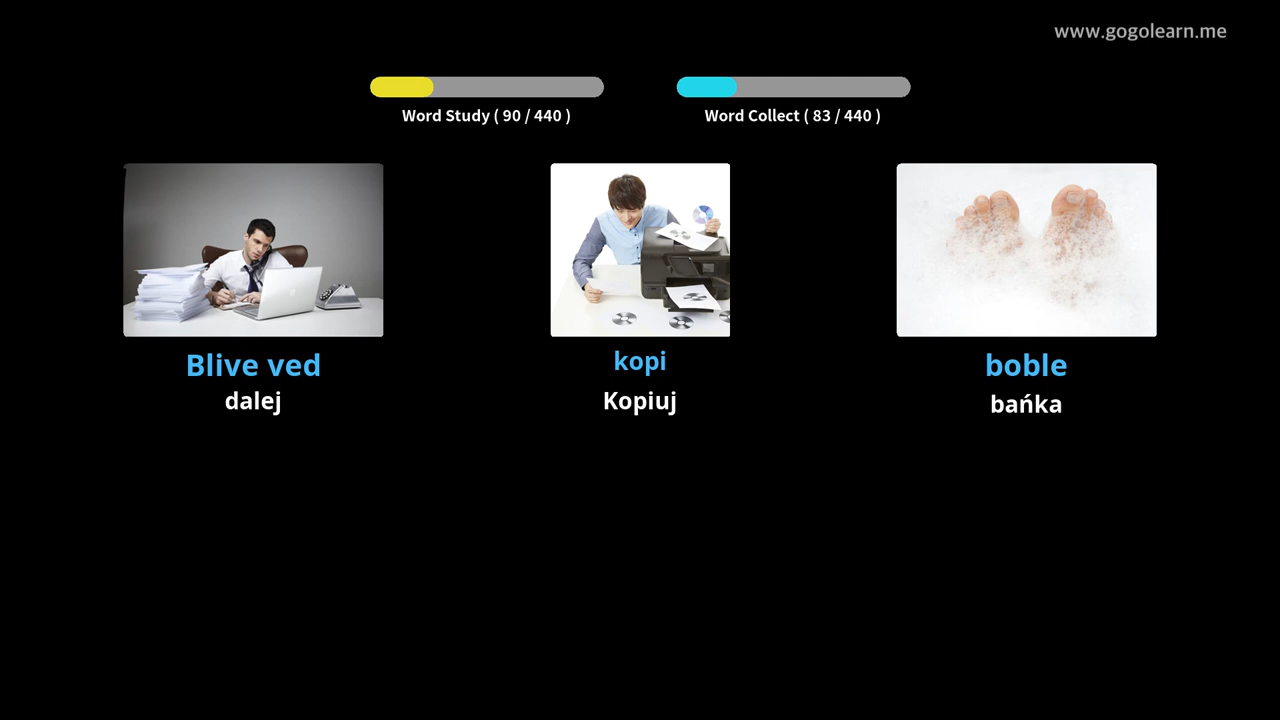 www.gogolearn.me
Word Study ( 90 / 440 )
Word Collect ( 83 / 440 )
Blive ved
dalej
kopi
Kopiuj
boble
bańka